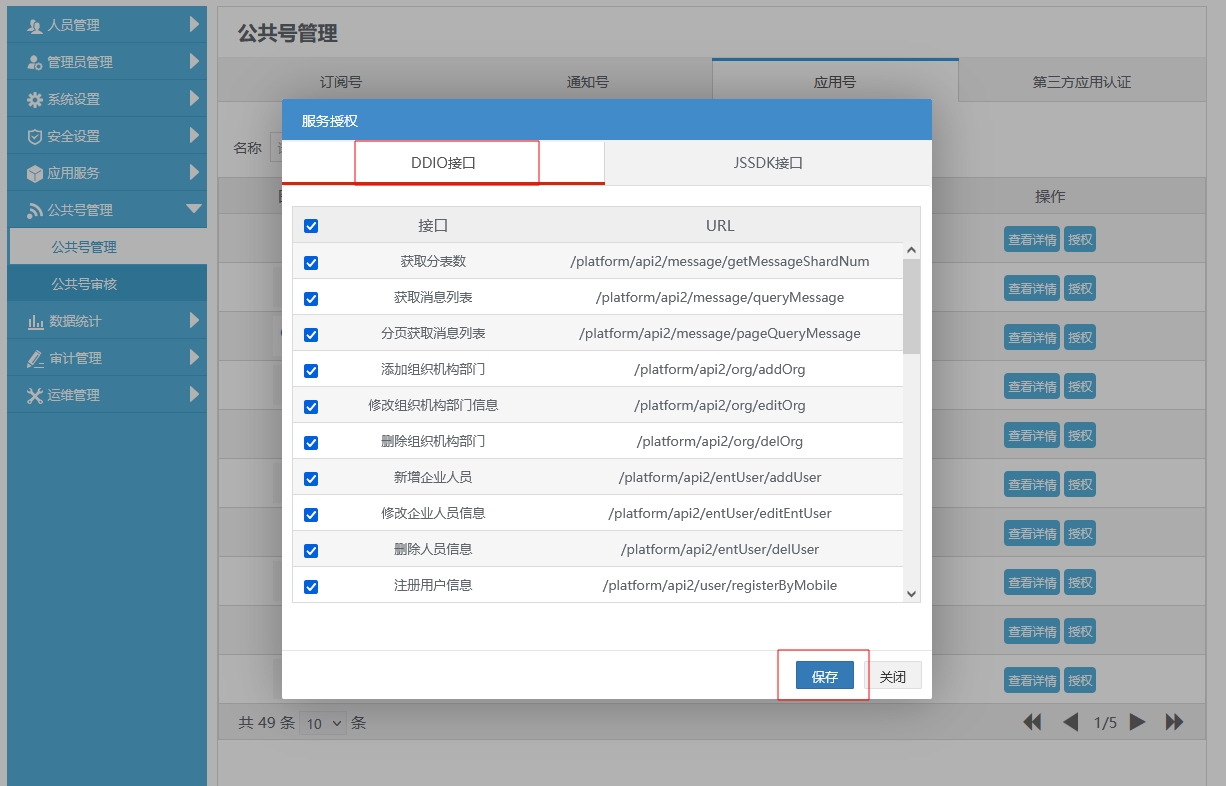 人员管理
管理员管理
系统设置
安全设置
应用服务
公共号管理
公共号管理
公共号审核
数据统计
审计管理
运维管理
公共号管理
订阅号 通知号 应用号 第三方应用认证
名称
操作
查看详情 授权
查看详情 授权
查看详情 授权
查看详情 授权
查看详情 授权
查看详情 授权
查看详情 授权
查看详情 授权
查看详情 授权
查看详情 授权
服务授权
DDIO接口 JSSDK接口
接口 URL
获取分表数 /platform/api2/message/getMessageShardNum
获取消息列表 /platform/api2/message/queryMessage
分页获取消息列表 /platform/api2/message/pageQueryMessage
添加组织机构部门 /platform/api2/org/addOrg
修改组织机构部门信息 /platform/api2/org/editOrg
删除组织机构部门 /platform/api2/org/delOrg
新增企业人员 /platform/api2/entUser/addUser
修改企业人员信息 /platform/api2/entUser/editEntUser
删除人员信息 /platform/api2/entUser/delUser
注册用户信息 /platform/api2/user/registerByMobile
保存 关闭
共 49 条 10 条 1/5